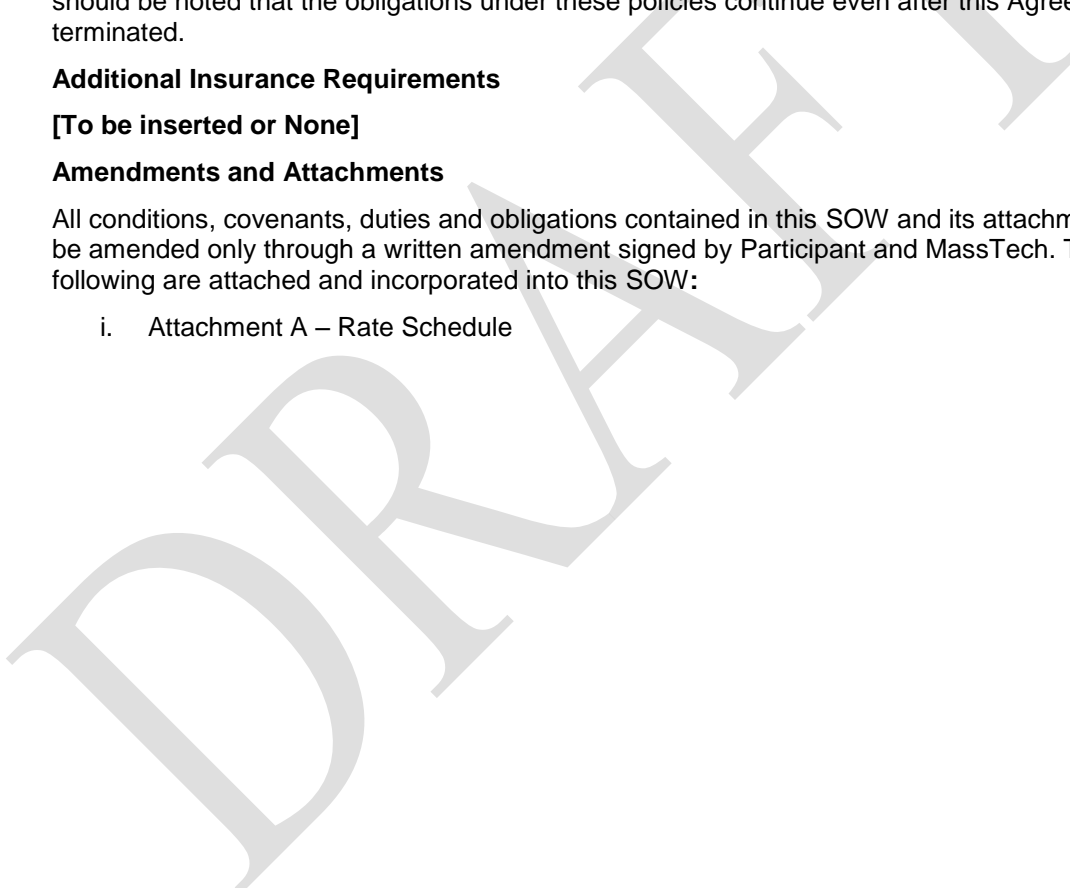 should be noted that the obligations under these policies continue even after this
terminated.
Additional Insurance Requirements
[To be inserted or None]
Amendments and Attachments
All conditions, covenants, duties and obligations contained in this SOW and its
be amended only through a written amendment signed by Participant and MassTech.
following are attached and incorporated into this SOW:
i. Attachment A – Rate Schedule
DRAFT